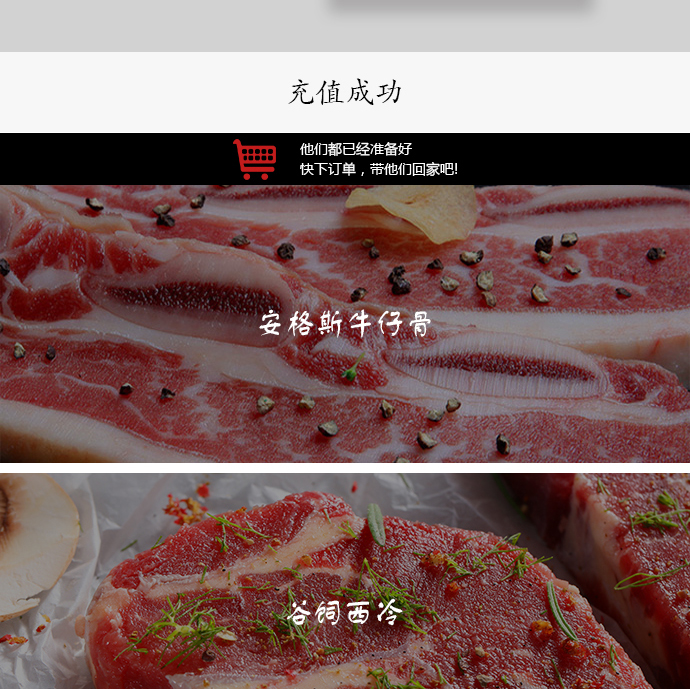 充值成功
他们都已经准备好
快下订单，带他们回家吧!
安格斯牛仔骨
谷饲西冷